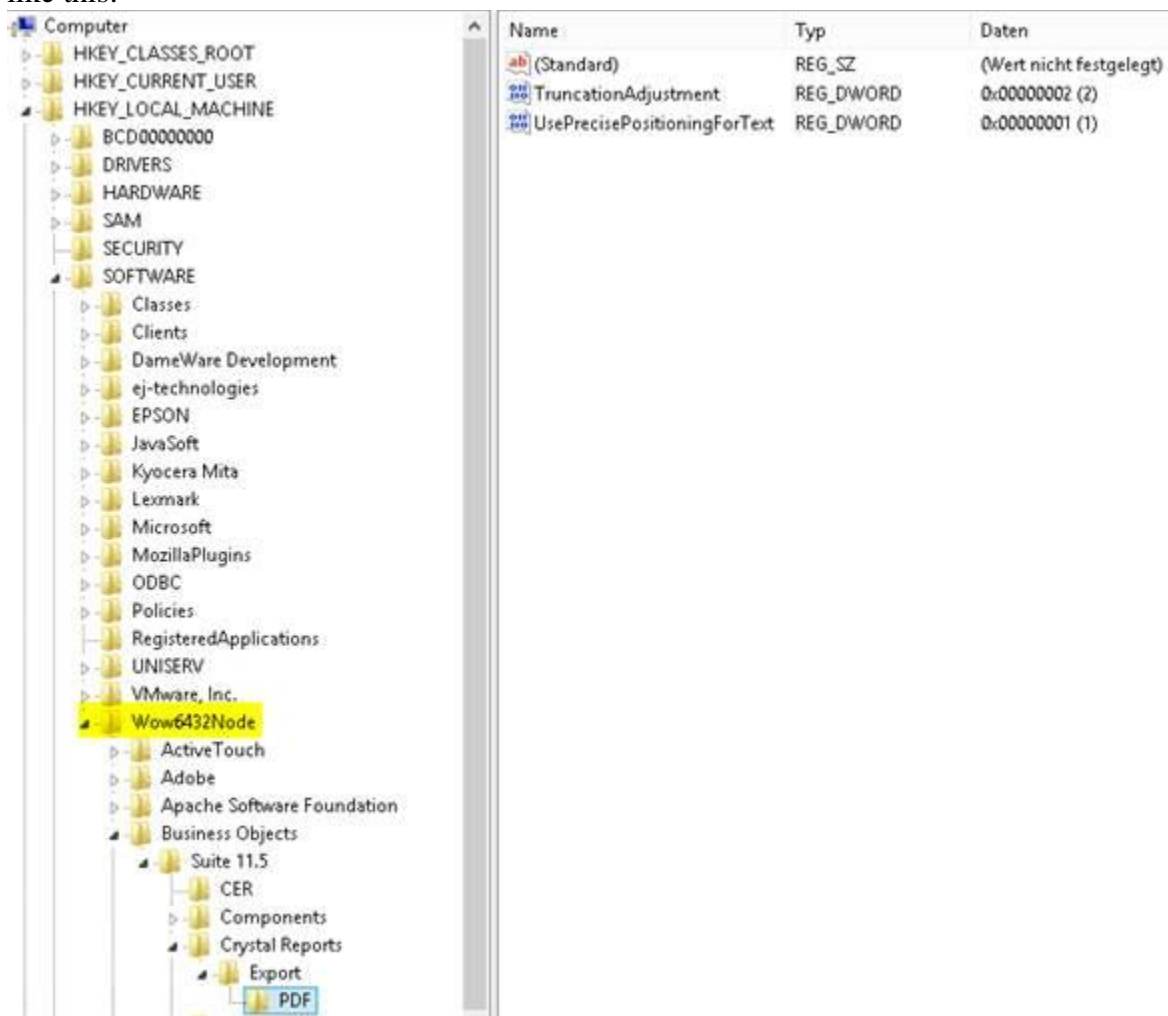 Computer
HKEY_CLASSES_ROOT
HKEY_CURRENT_USER
HKEY_LOCAL_MACHINE
BCD00000000
DRIVERS
HARDWARE
SAM
SECURITY
SOFTWARE
Classes
Clients
DameWare Development
ej-technologies
EPSON
JavaSoft
Kyocera Mita
Lexmark
Microsoft
MozillaPlugins
ODBC
Policies
RegisteredApplications
UNISERV
VMware, Inc.
Wow6432Node
ActiveTouch
Adobe
Apache Software Foundation
Business Objects
Suite 11.5
CER
Components
Crystal Reports
Export
PDF
Name Typ Daten
(Standard) REG_SZ (Wert nicht festgelegt)
TruncationAdjustment REG_DWORD 0x00000002 (2)
UsePrecisePositioningForText REG_DWORD 0x00000001 (1)